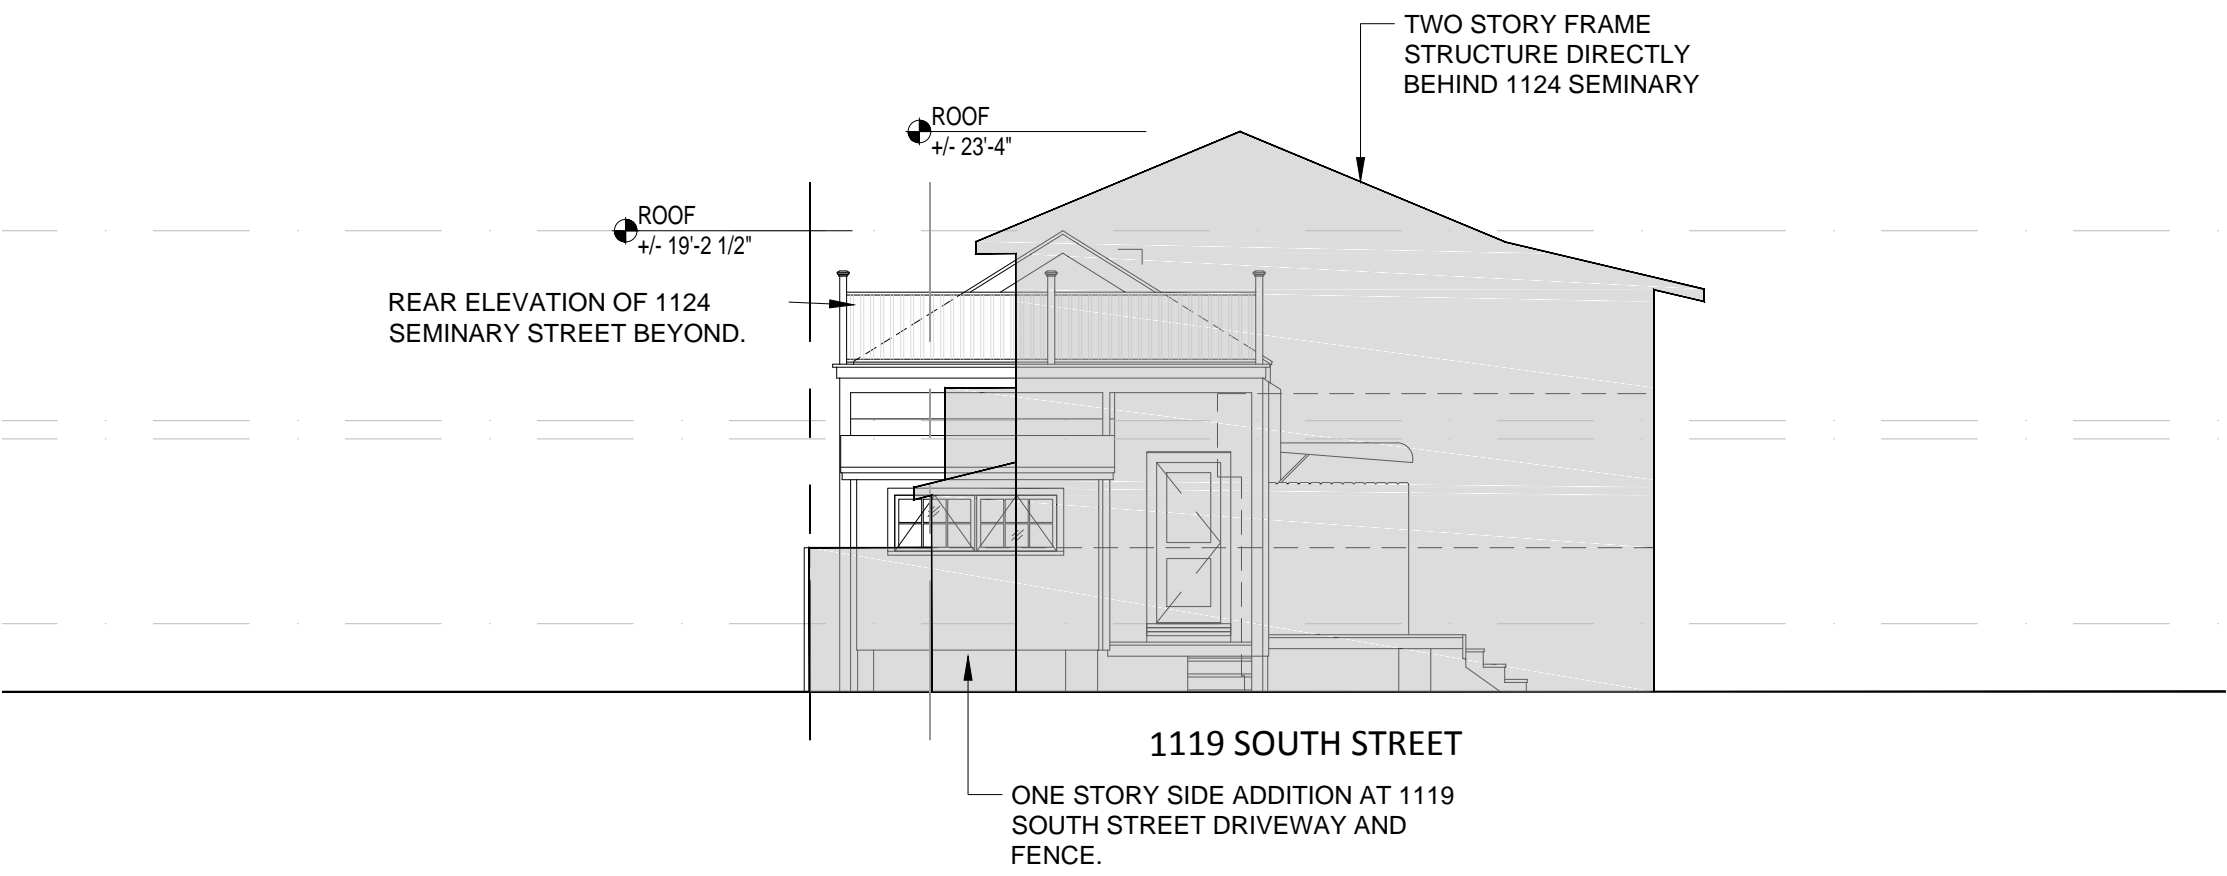 TWO STORY FRAME
STRUCTURE DIRECTLY
BEHIND 1124 SEMINARY
ROOF
+/- 23'-4"
ROOF
+/- 19'-2 1/2"
REAR ELEVATION OF 1124
SEMINARY STREET BEYOND.
1119 SOUTH STREET
ONE STORY SIDE ADDITION AT 1119
SOUTH STREET DRIVEWAY AND
FENCE.